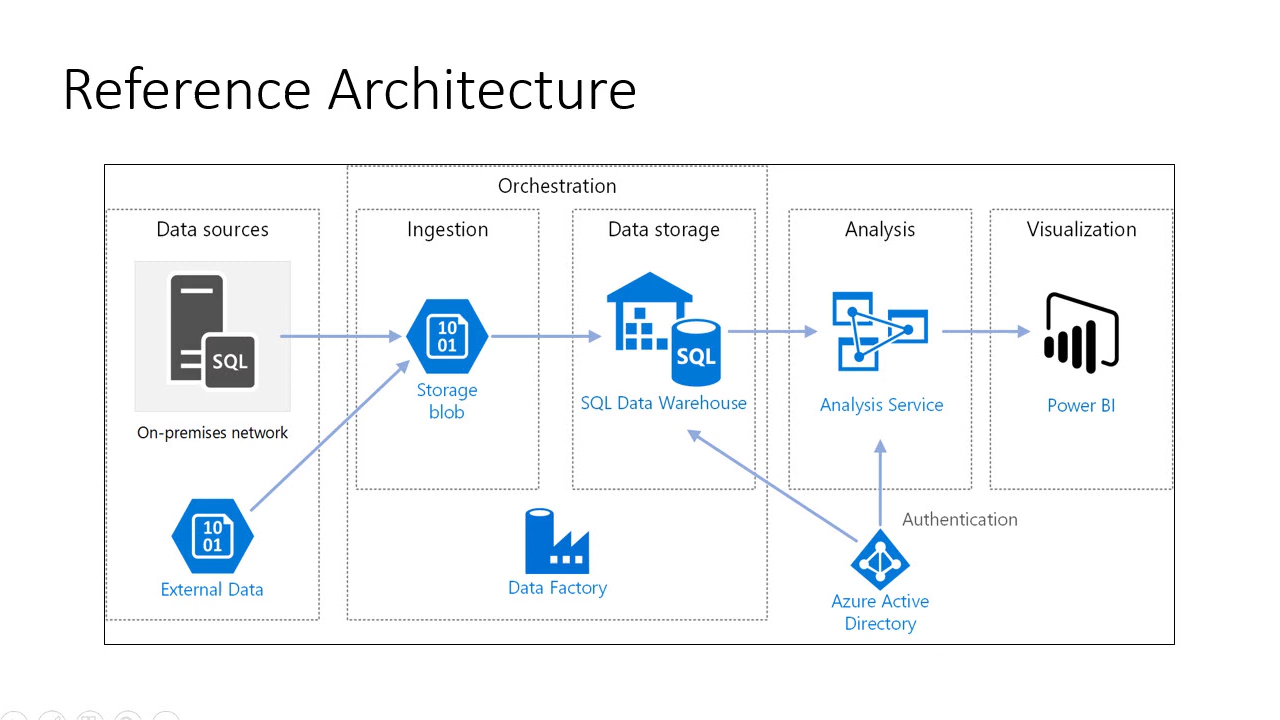 Reference Architecture
Orchestration
Data sources
Ingestion
Data storage
Analysis
Visualization
SQL
10
01
SQL
Storage
blob
SQL Data Warehouse
Analysis Service
Power BI
On-premises network
10
01
External Data
Data Factory
Authentication
Azure Active
Directory